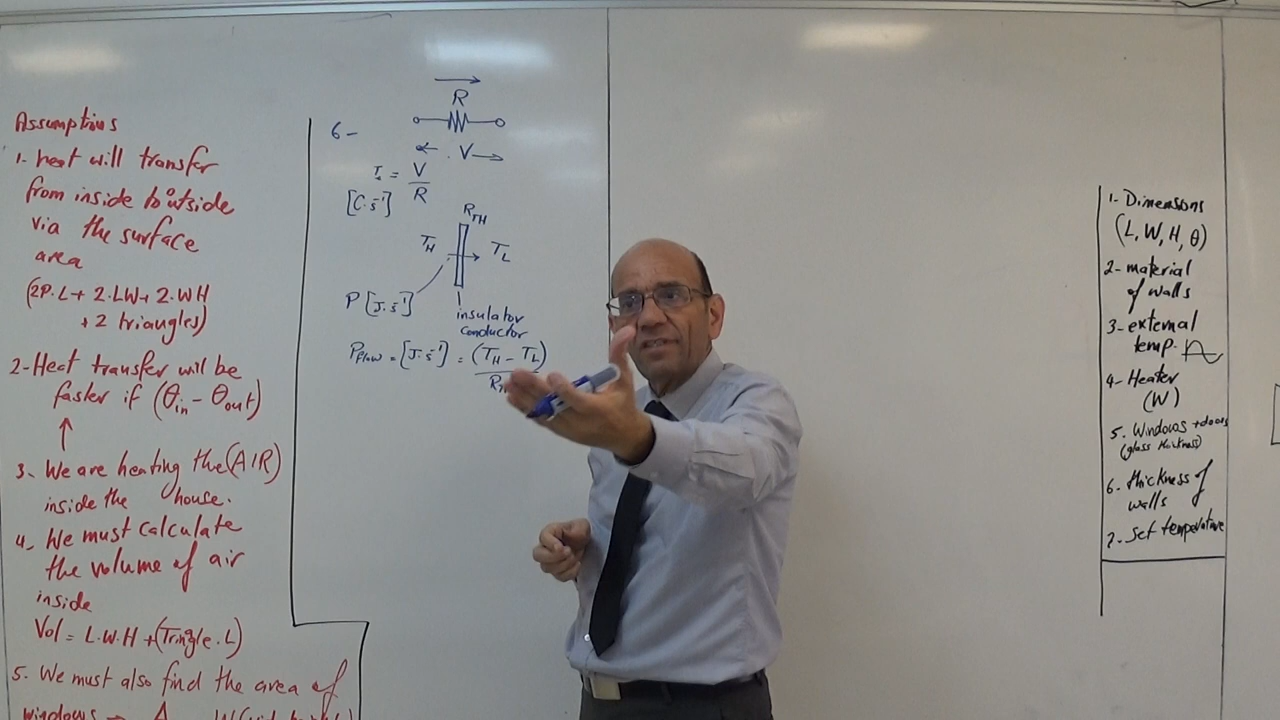 Assumptions
1- heat will transfer
from inside to outside
via the surface
area
(2P.L + 2.LW + 2.WH
+ 2 triangles)
2- Heat transfer will be
faster if (θin - θout)
3- We are heating the (AIR)
inside the house.
4- We must calculate
the volume of air
inside
Vol = L.W.H + (Tringle.L)
5. We must also find the area of
windows → A
6-
R
V
= V/R
[C.s⁻¹]
RTH
TH
TL
P [J.s⁻¹]
insulator
conductor
Pflow = [J.s⁻¹] = (TH - TL)
1- Dimensions
(L, W, H, θ)
2- material
of walls
3- external
temp.
4- Heater
(W)
5. Windows + doors
(glass thickness)
6- thickness of
walls
7- Set temperature